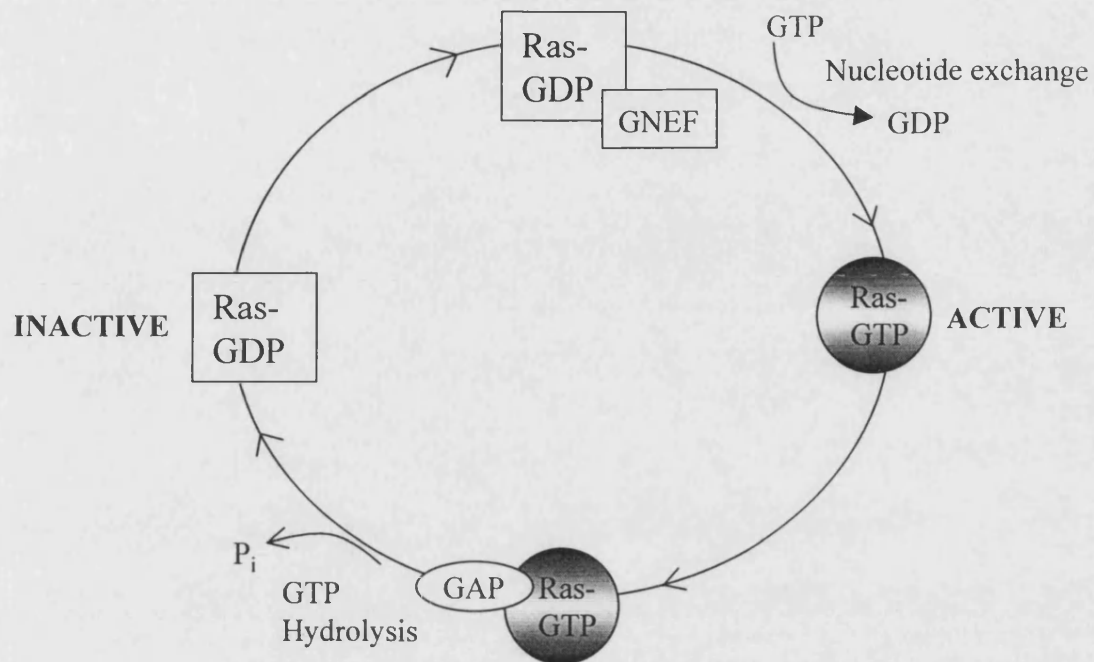 Ras-
GDP
GNEF
GTP
Nucleotide exchange
GDP
INACTIVE
Ras-
GDP
Ras-
GTP
ACTIVE
Pi
GTP
Hydrolysis
GAP
Ras-
GTP